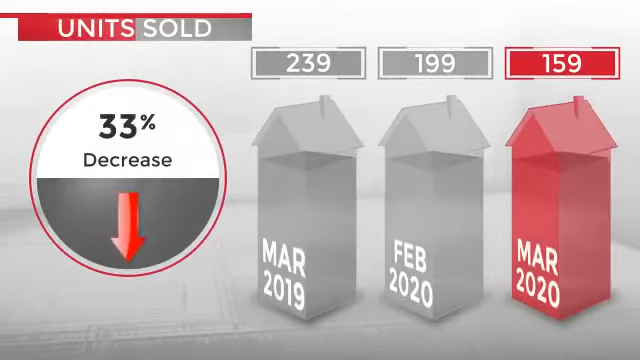 UNITS SOLD
239
199
159
33%
Decrease
MAR
2019
FEB
2020
MAR
2020